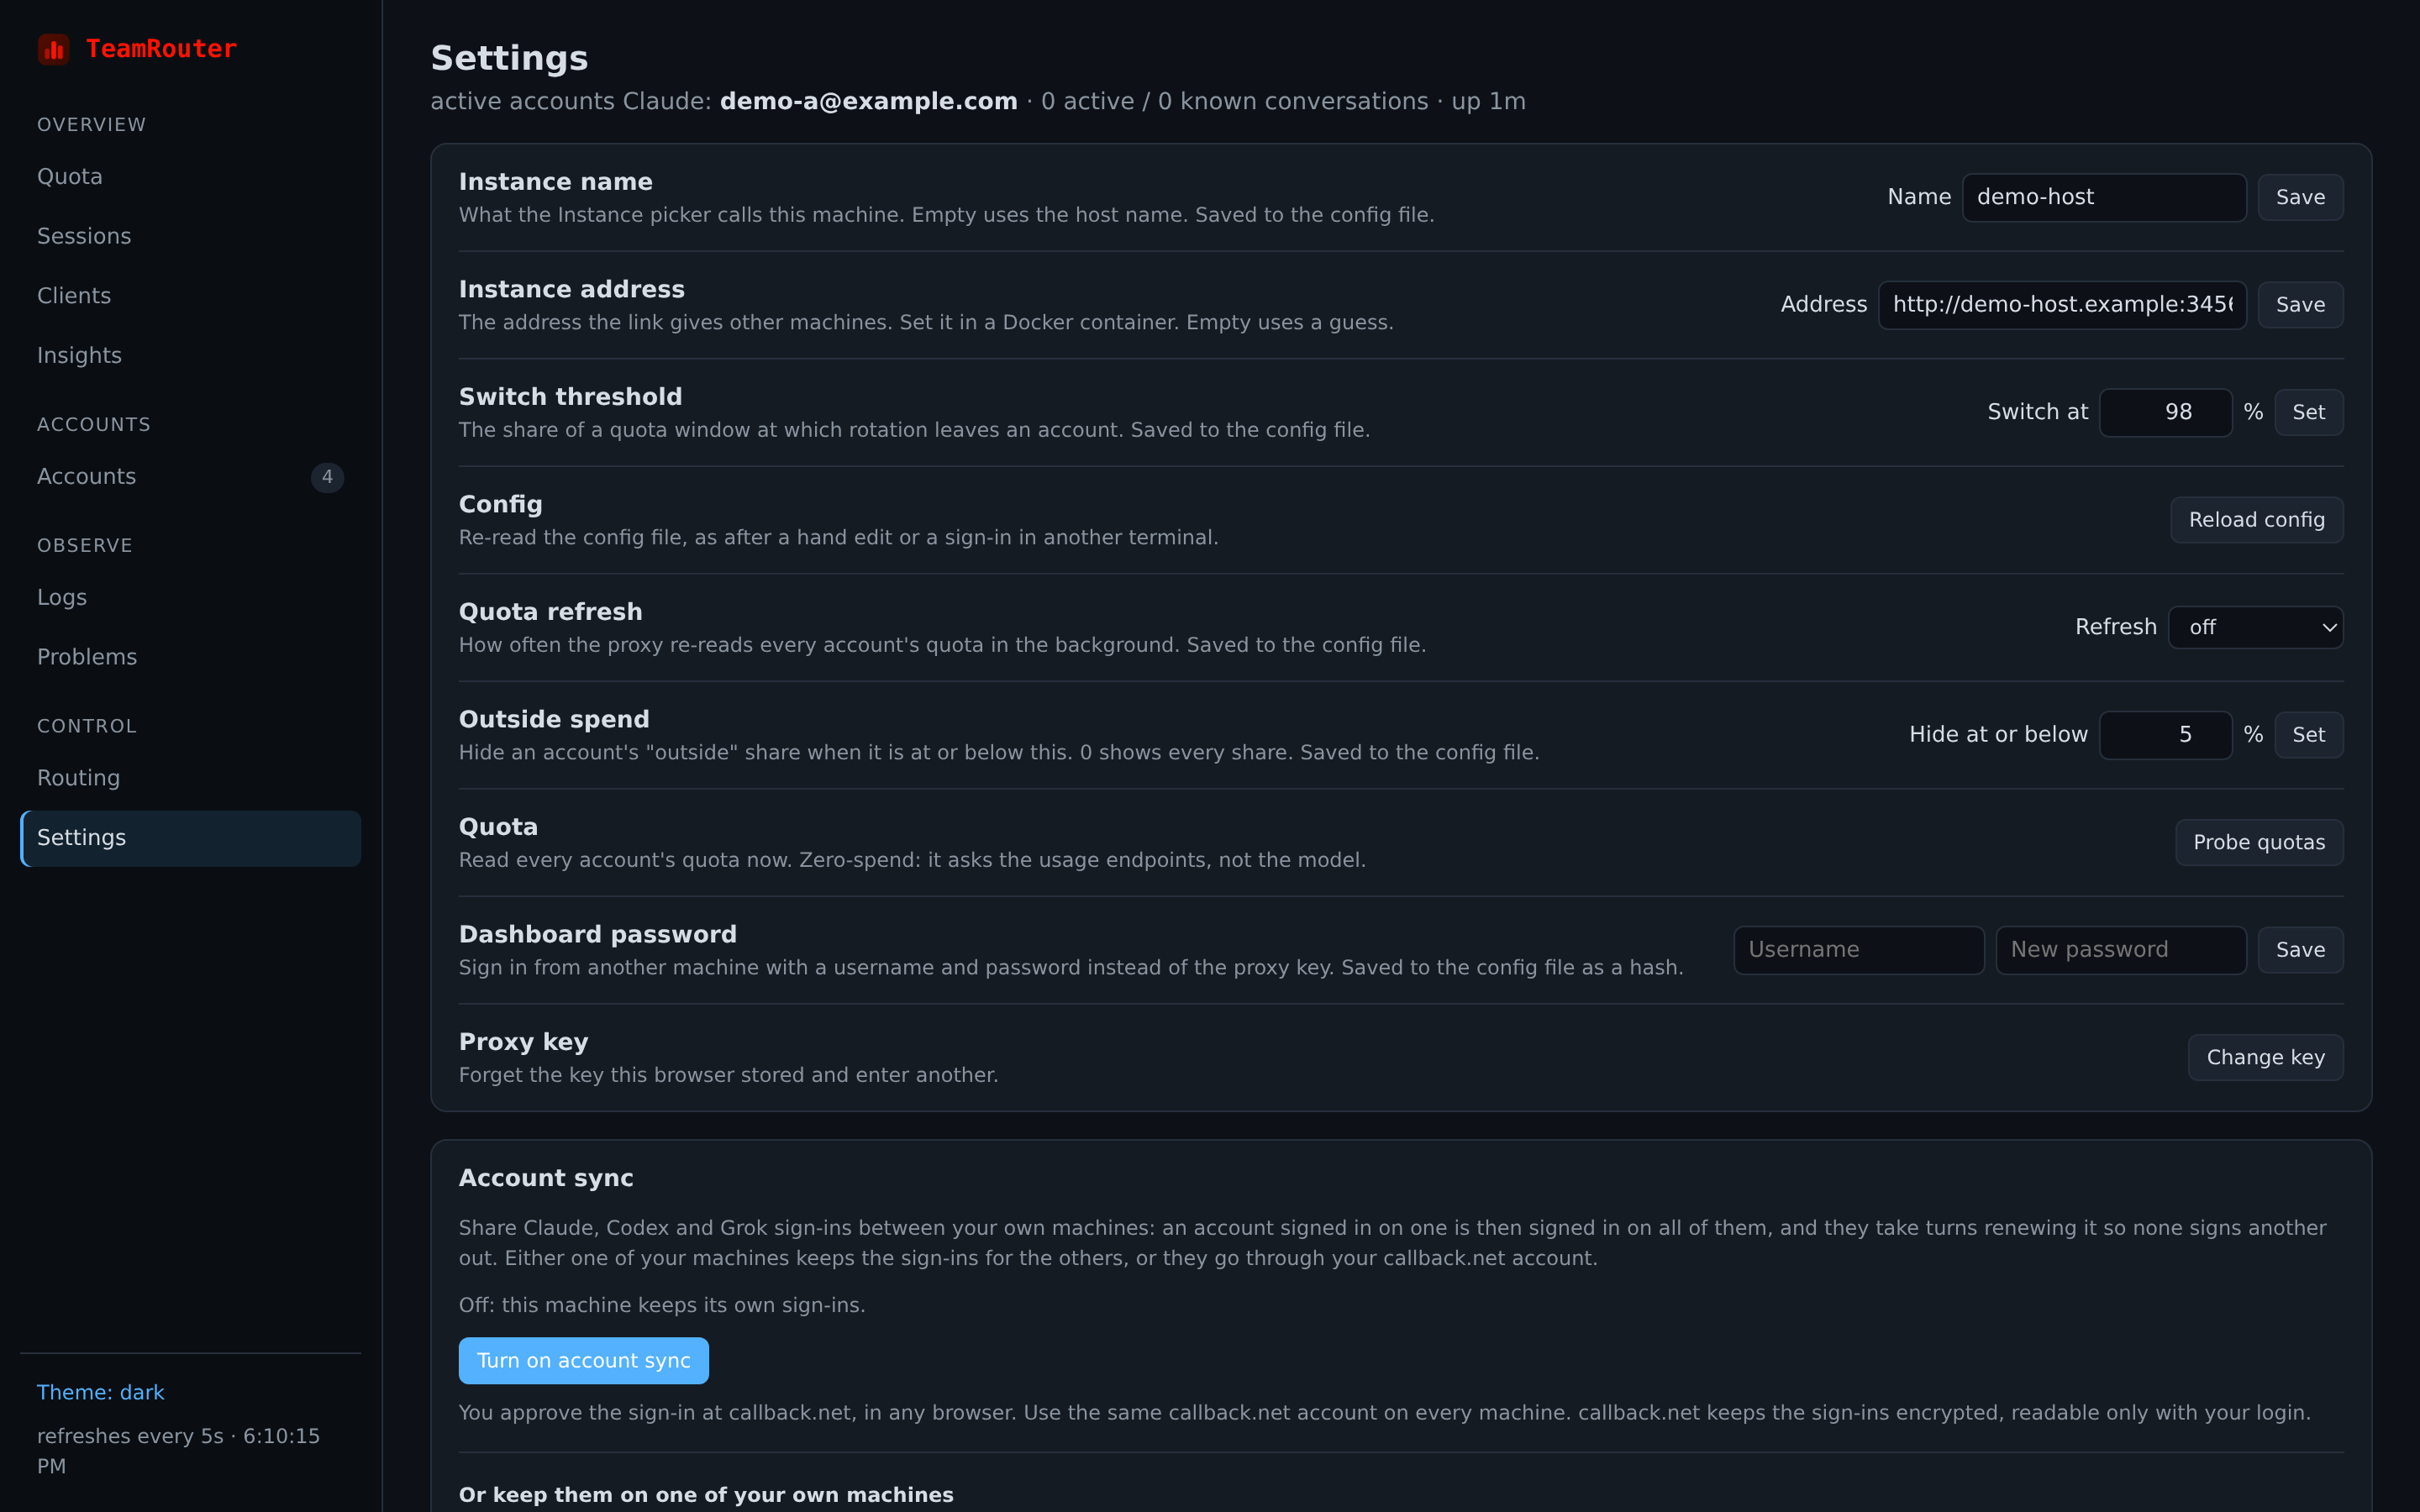 TeamRouter
OVERVIEW
Quota
Sessions
Clients
Insights
ACCOUNTS
Accounts 4
OBSERVE
Logs
Problems
CONTROL
Routing
Settings
Theme: dark
refreshes every 5s · 6:10:15
PM
Settings
active accounts Claude: demo-a@example.com · 0 active / 0 known conversations · up 1m
Instance name
What the Instance picker calls this machine. Empty uses the host name. Saved to the config file.
Name demo-host Save
Instance address
The address the link gives other machines. Set it in a Docker container. Empty uses a guess.
Address http://demo-host.example:3456 Save
Switch threshold
The share of a quota window at which rotation leaves an account. Saved to the config file.
Switch at 98 % Set
Config
Re-read the config file, as after a hand edit or a sign-in in another terminal.
Reload config
Quota refresh
How often the proxy re-reads every account's quota in the background. Saved to the config file.
Refresh off
Outside spend
Hide an account's "outside" share when it is at or below this. 0 shows every share. Saved to the config file.
Hide at or below 5 % Set
Quota
Read every account's quota now. Zero-spend: it asks the usage endpoints, not the model.
Probe quotas
Dashboard password
Sign in from another machine with a username and password instead of the proxy key. Saved to the config file as a hash.
Username New password Save
Proxy key
Forget the key this browser stored and enter another.
Change key
Account sync
Share Claude, Codex and Grok sign-ins between your own machines: an account signed in on one is then signed in on all of them, and they take turns renewing it so none signs another
out. Either one of your machines keeps the sign-ins for the others, or they go through your callback.net account.
Off: this machine keeps its own sign-ins.
Turn on account sync
You approve the sign-in at callback.net, in any browser. Use the same callback.net account on every machine. callback.net keeps the sign-ins encrypted, readable only with your login.
Or keep them on one of your own machines